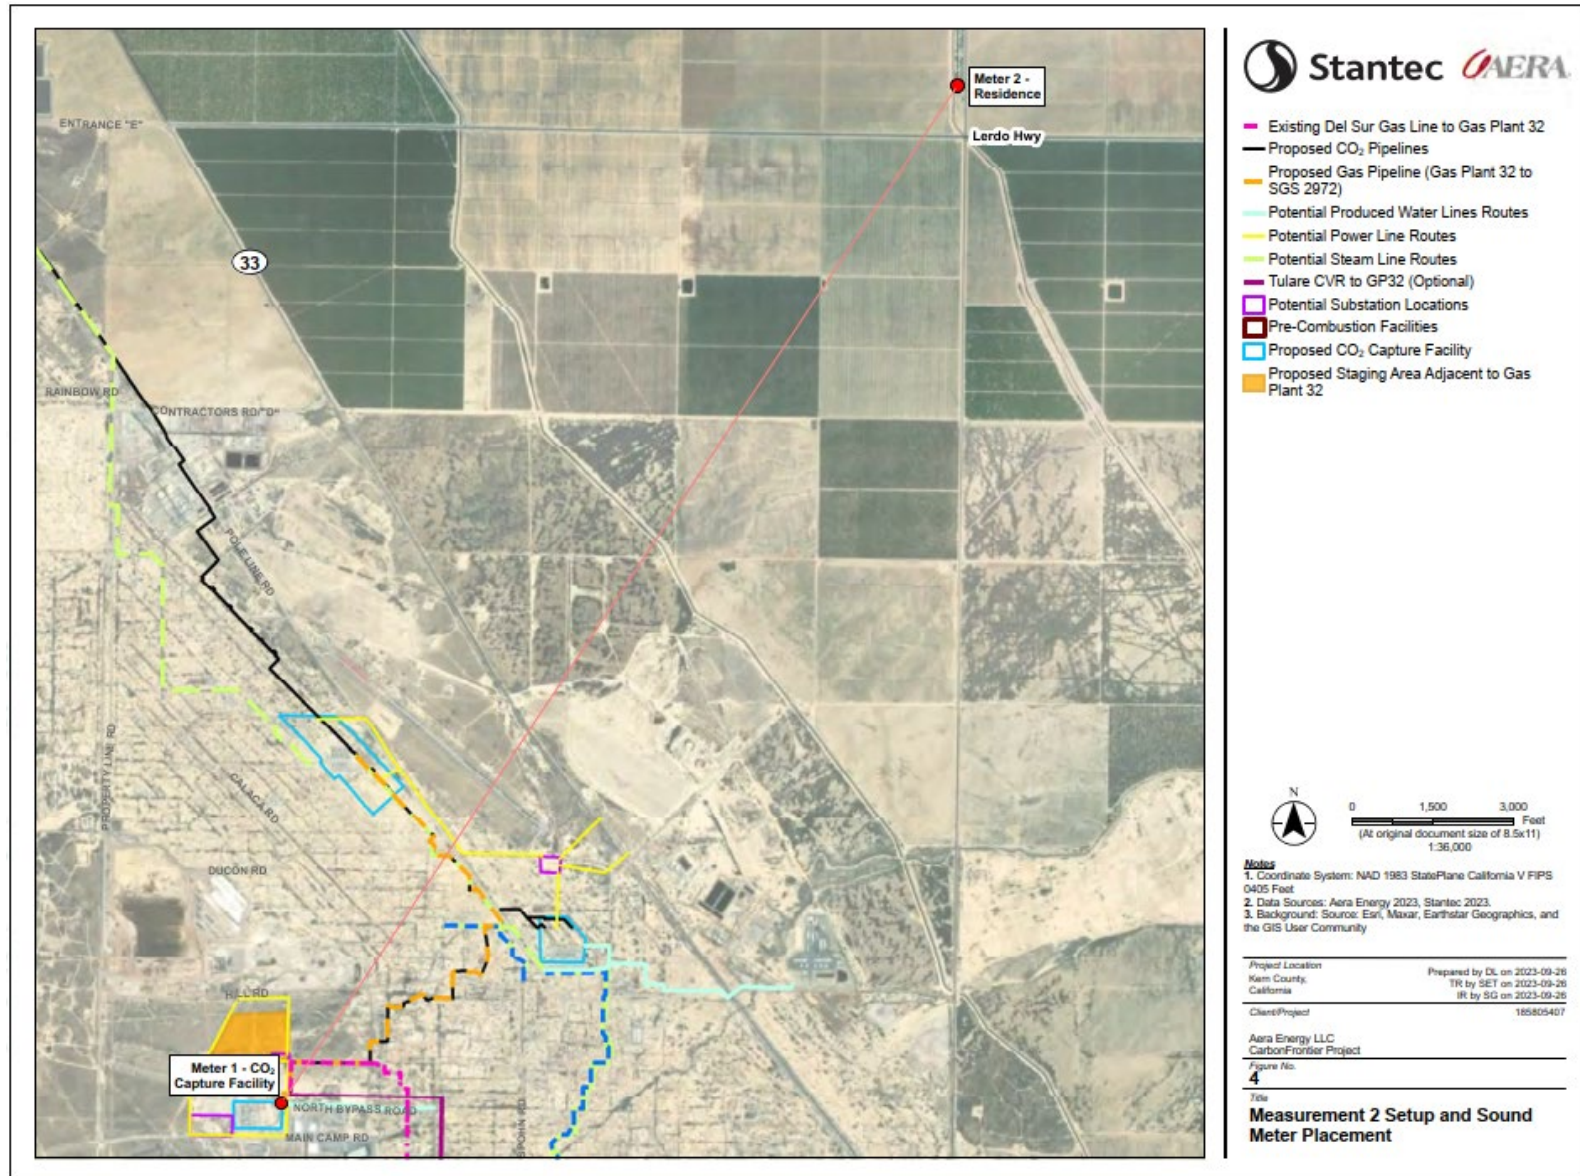 Meter 2 -
Residence
ENTRANCE "E"
Lerdo Hwy
33
RAINBOW RD
CONTRACTORS RD/"D"
POLE LINE RD
PROPERTY LINE RD
CALACA RD
DUCON RD
HILL RD
Meter 1 - CO₂
Capture Facility
NORTH BYPASS ROAD
MAIN CAMP RD
SPOHN RD
Stantec AERA
Existing Del Sur Gas Line to Gas Plant 32
Proposed CO₂ Pipelines
Proposed Gas Pipeline (Gas Plant 32 to
SGS 2972)
Potential Produced Water Lines Routes
Potential Power Line Routes
Potential Steam Line Routes
Tulare CVR to GP32 (Optional)
Potential Substation Locations
Pre-Combustion Facilities
Proposed CO₂ Capture Facility
Proposed Staging Area Adjacent to Gas
Plant 32
N
0 1,500 3,000
Feet
(At original document size of 8.5x11)
1:36,000
Notes
1. Coordinate System: NAD 1983 StatePlane California V FIPS
0405 Feet
2. Data Sources: Aera Energy 2023, Stantec 2023.
3. Background: Source: Esri, Maxar, Earthstar Geographics, and
the GIS User Community
Project Location
Kern County,
California
Prepared by DL on 2023-09-26
TR by SET on 2023-09-26
IR by SG on 2023-09-26
Client/Project 185805407
Aera Energy LLC
CarbonFrontier Project
Figure No.
4
Title
Measurement 2 Setup and Sound
Meter Placement